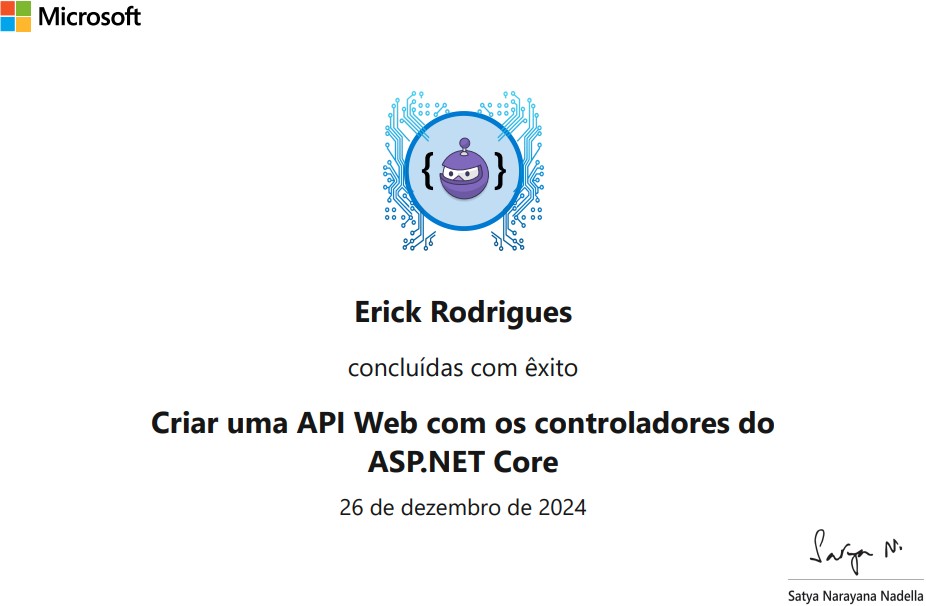 Microsoft
{ }
Erick Rodrigues
concluídas com êxito
Criar uma API Web com os controladores do
ASP.NET Core
26 de dezembro de 2024
Satya N.
Satya Narayana Nadella